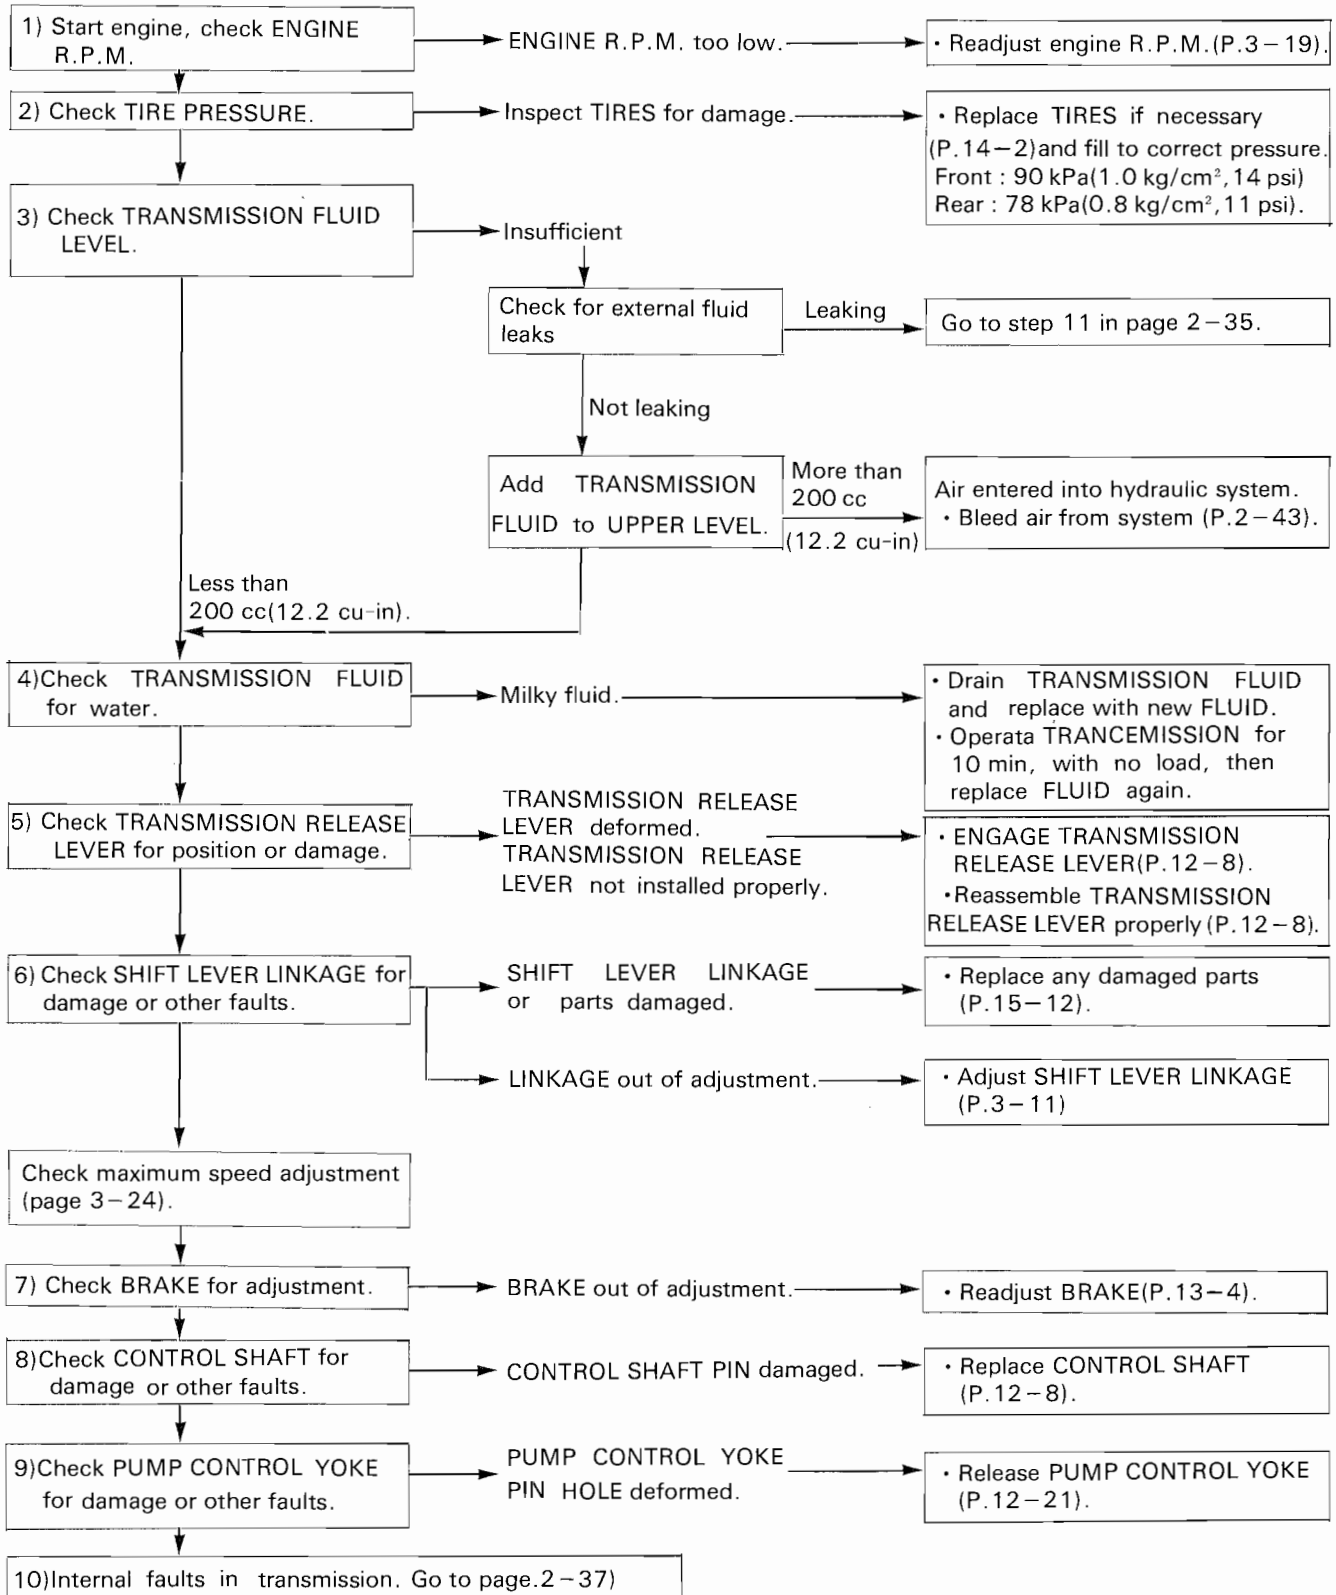 1) Start engine, check ENGINE
R.P.M.
ENGINE R.P.M. too low.
· Readjust engine R.P.M.(P.3−19).
2) Check TIRE PRESSURE.
Inspect TIRES for damage.
· Replace TIRES if necessary
(P.14−2)and fill to correct pressure.
Front : 90 kPa(1.0 kg/cm²,14 psi)
Rear : 78 kPa(0.8 kg/cm²,11 psi).
3) Check TRANSMISSION FLUID
LEVEL.
Insufficient
Check for external fluid
leaks
Leaking
Go to step 11 in page 2−35.
Not leaking
Add TRANSMISSION
FLUID to UPPER LEVEL.
More than
200 cc
(12.2 cu-in)
Air entered into hydraulic system.
· Bleed air from system (P.2−43).
Less than
200 cc(12.2 cu-in).
4)Check TRANSMISSION FLUID
for water.
Milky fluid.
· Drain TRANSMISSION FLUID
and replace with new FLUID.
· Operata TRANCEMISSION for
10 min, with no load, then
replace FLUID again.
5) Check TRANSMISSION RELEASE
LEVER for position or damage.
TRANSMISSION RELEASE
LEVER deformed.
TRANSMISSION RELEASE
LEVER not installed properly.
· ENGAGE TRANSMISSION
RELEASE LEVER(P.12−8).
·Reassemble TRANSMISSION
RELEASE LEVER properly(P.12−8).
6) Check SHIFT LEVER LINKAGE for
damage or other faults.
SHIFT LEVER LINKAGE
or parts damaged.
· Replace any damaged parts
(P.15−12).
LINKAGE out of adjustment.
· Adjust SHIFT LEVER LINKAGE
(P.3−11)
Check maximum speed adjustment
(page 3−24).
7) Check BRAKE for adjustment.
BRAKE out of adjustment.
· Readjust BRAKE(P.13−4).
8)Check CONTROL SHAFT for
damage or other faults.
CONTROL SHAFT PIN damaged.
· Replace CONTROL SHAFT
(P.12−8).
9)Check PUMP CONTROL YOKE
for damage or other faults.
PUMP CONTROL YOKE
PIN HOLE deformed.
· Release PUMP CONTROL YOKE
(P.12−21).
10)Internal faults in transmission. Go to page.2−37)